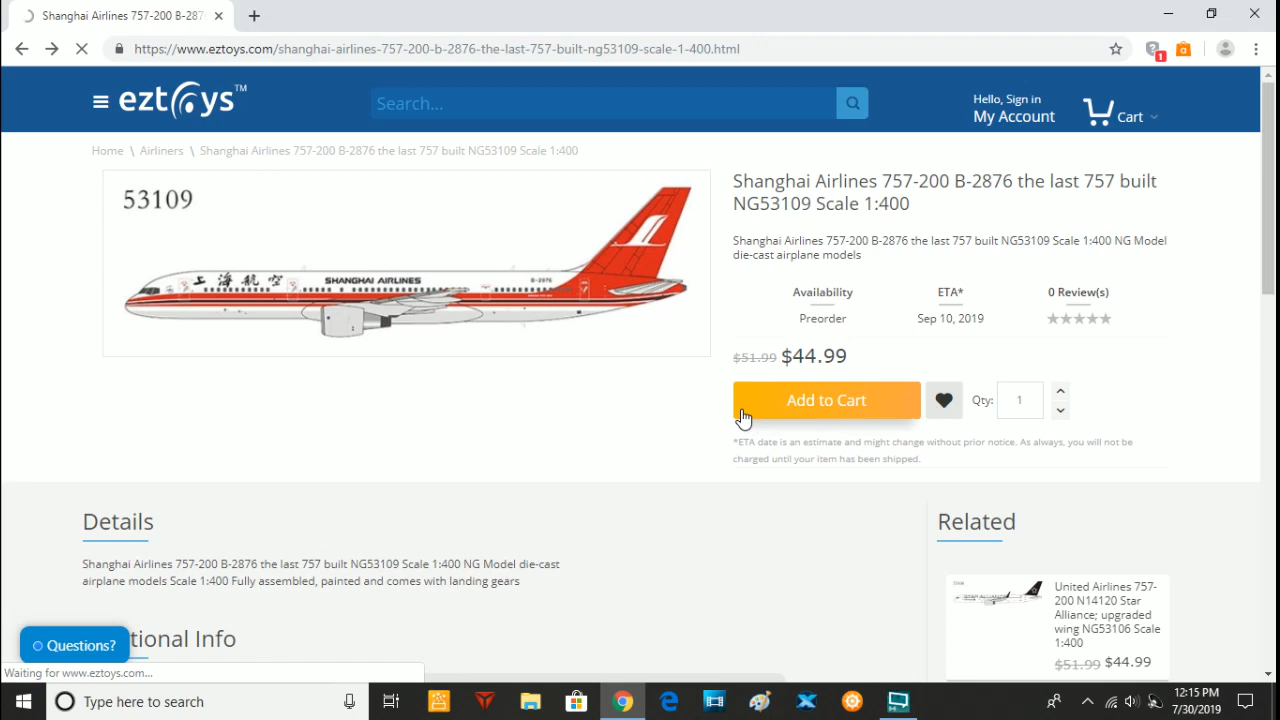 Shanghai Airlines 757-200 B-287
https://www.eztoys.com/shanghai-airlines-757-200-b-2876-the-last-757-built-ng53109-scale-1-400.html
1
eztoys™
Search...
Hello, Sign in
My Account
Cart
Home \ Airliners \ Shanghai Airlines 757-200 B-2876 the last 757 built NG53109 Scale 1:400
53109
上海航空
SHANGHAI AIRLINES
B-2876
Shanghai Airlines 757-200 B-2876 the last 757 built
NG53109 Scale 1:400
Shanghai Airlines 757-200 B-2876 the last 757 built NG53109 Scale 1:400 NG Model
die-cast airplane models
Availability ETA* 0 Review(s)
Preorder Sep 10, 2019
$51.99 $44.99
Add to Cart
Qty: 1
*ETA date is an estimate and might change without prior notice. As always, you will not be
charged until your item has been shipped.
Details
Shanghai Airlines 757-200 B-2876 the last 757 built NG53109 Scale 1:400 NG Model die-cast
airplane models Scale 1:400 Fully assembled, painted and comes with landing gears
tional Info
Related
STAR ALLIANCE
United Airlines 757-
200 N14120 Star
Alliance; upgraded
wing NG53106 Scale
1:400
$51.99 $44.99
Questions?
Waiting for www.eztoys.com...
Type here to search
12:15 PM
7/30/2019